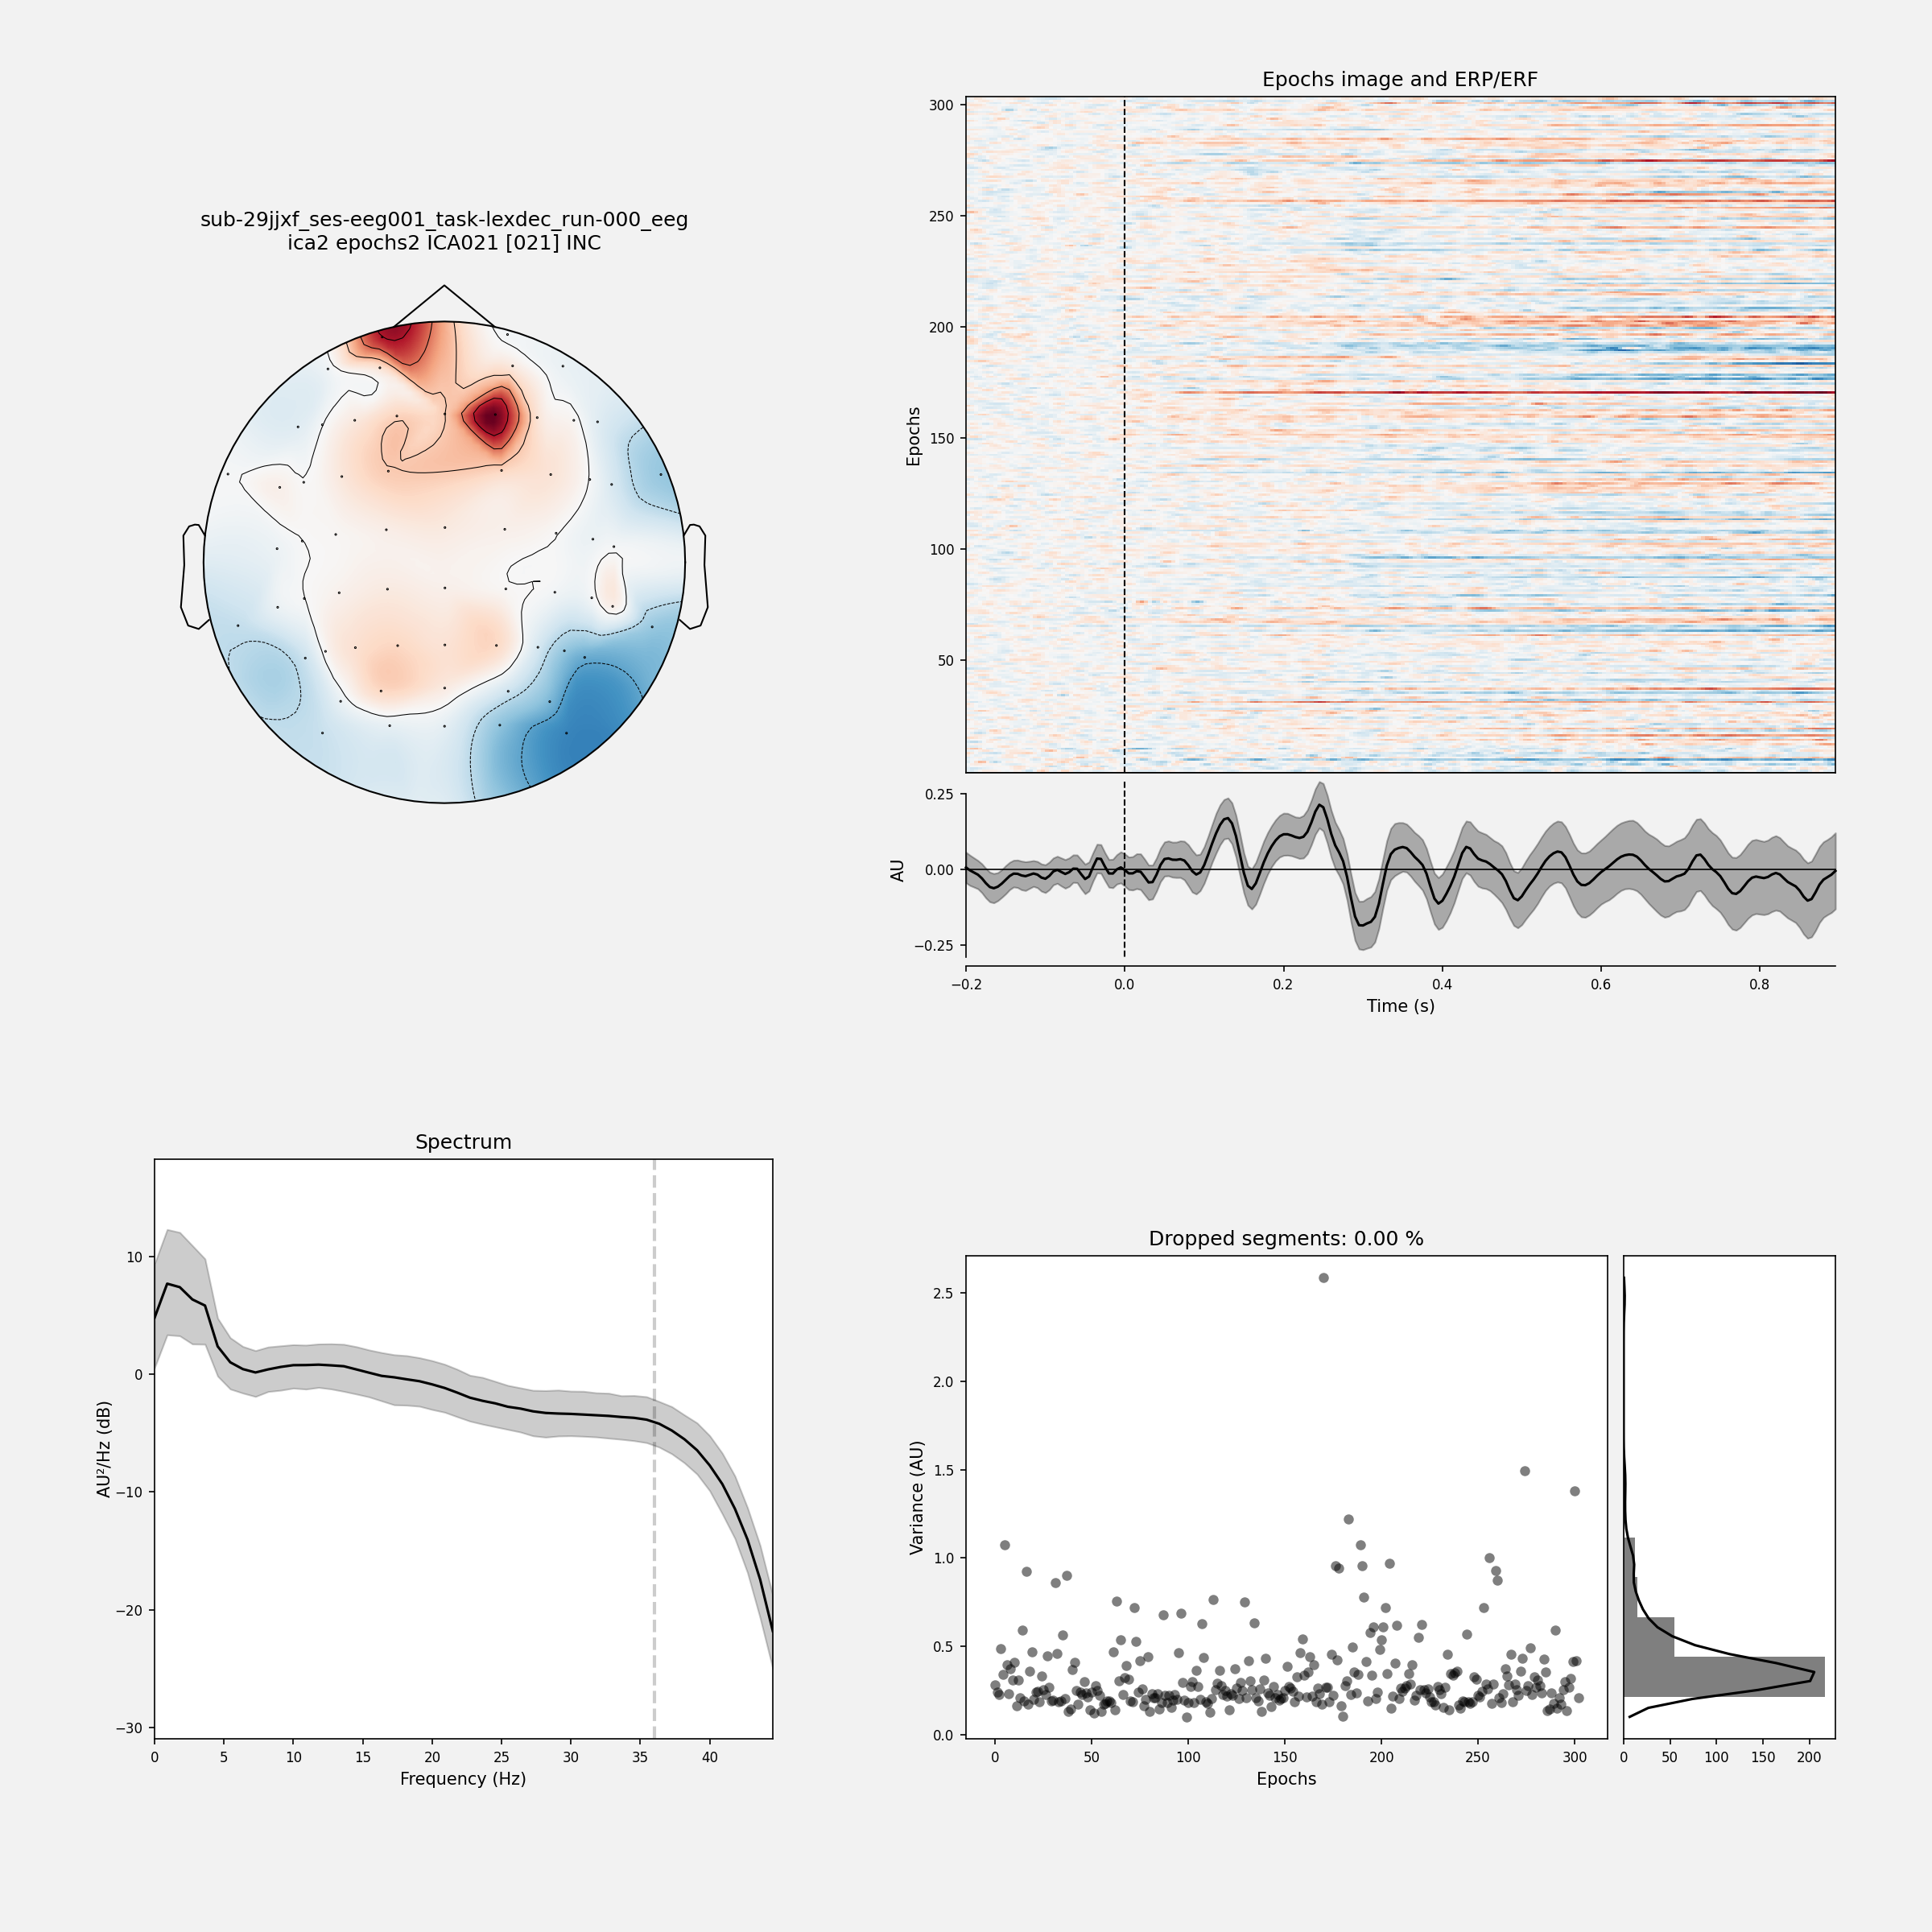 sub-29jjxf_ses-eeg001_task-lexdec_run-000_eeg
ica2 epochs2 ICA021 [021] INC
Epochs image and ERP/ERF
300
250
200
150
100
50
Epochs
0.25
0.00
−0.25
AU
−0.2 0.0 0.2 0.4 0.6 0.8
Time (s)
Spectrum
10
0
−10
−20
−30
AU²/Hz (dB)
0 5 10 15 20 25 30 35 40
Frequency (Hz)
Dropped segments: 0.00 %
2.5
2.0
1.5
1.0
0.5
0.0
Variance (AU)
0 50 100 150 200 250 300
Epochs
0 50 100 150 200